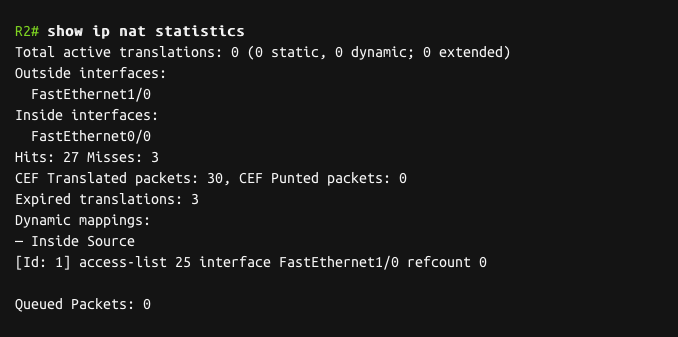 R2# show ip nat statistics
Total active translations: 0 (0 static, 0 dynamic; 0 extended)
Outside interfaces:
FastEthernet1/0
Inside interfaces:
FastEthernet0/0
Hits: 27 Misses: 3
CEF Translated packets: 30, CEF Punted packets: 0
Expired translations: 3
Dynamic mappings:
– Inside Source
[Id: 1] access-list 25 interface FastEthernet1/0 refcount 0
Queued Packets: 0